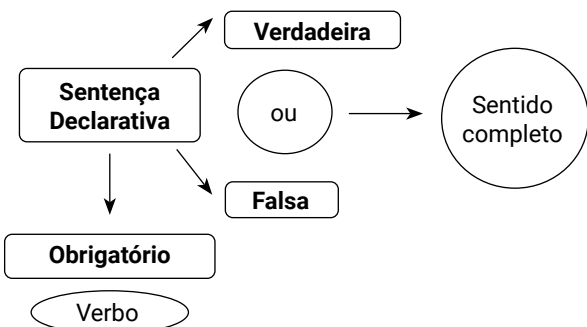 Verdadeira
Sentença
Declarativa
ou
Sentido
completo
Falsa
Obrigatório
Verbo